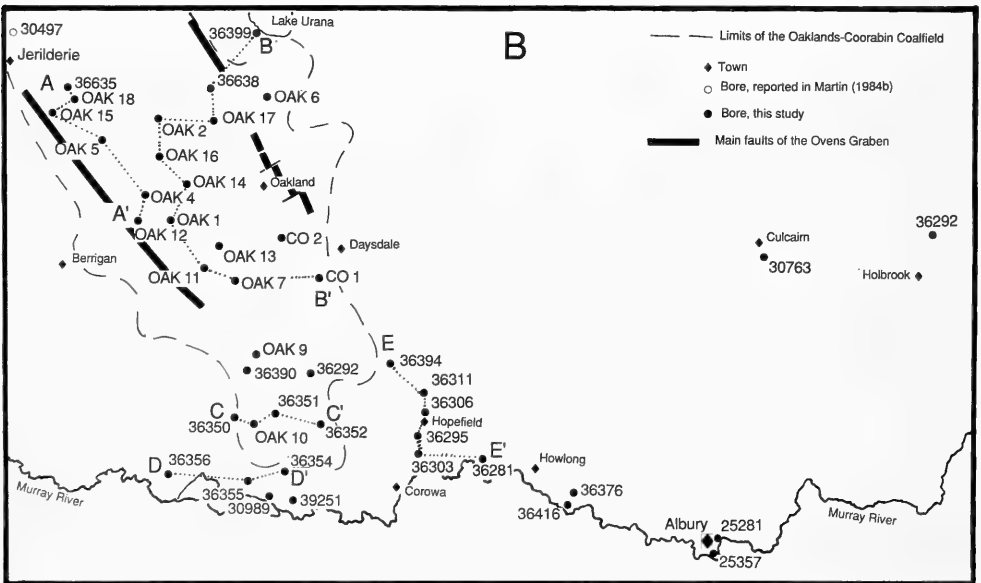 30497
Jerilderie
Lake Urana
36399
B
B
Limits of the Oaklands-Coorabin Coalfield
Town
Bore, reported in Martin (1984b)
Bore, this study
Main faults of the Ovens Graben
A
36635
OAK 18
OAK 15
36638
OAK 6
OAK 2
OAK 17
OAK 5
OAK 16
OAK 14
Oakland
OAK 4
A'
OAK 1
OAK 12
CO 2
Daysdale
OAK 13
Berrigan
OAK 11
OAK 7
CO 1
B'
Culcairn
30763
36292
Holbrook
OAK 9
36390
36292
E
36394
36311
36306
Hopefield
C
36351
C'
36350
OAK 10
36352
36295
36303
E'
36281
Howlong
D
36356
36354
D'
36355
30989
39251
Corowa
Murray River
36376
36416
Albury
25281
25357
Murray River